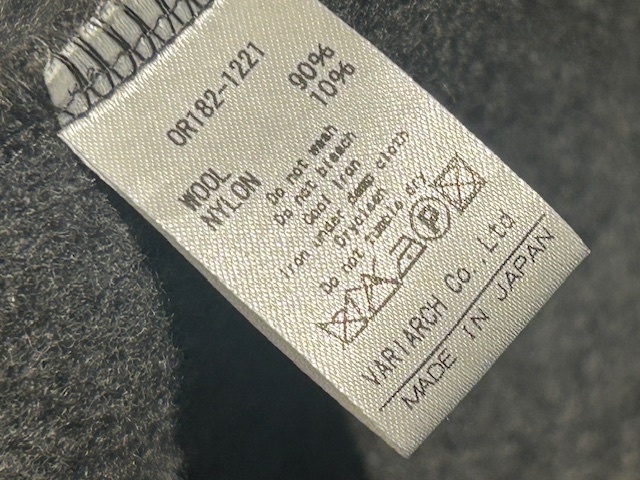 OR182-1221
WOOL 90%
NYLON 10%
Do not wash
Do not bleach
Cool iron
Iron under damp cloth
Dryclean
Do not tumble dry
P
VARIARCH Co.,Ltd.
MADE IN JAPAN